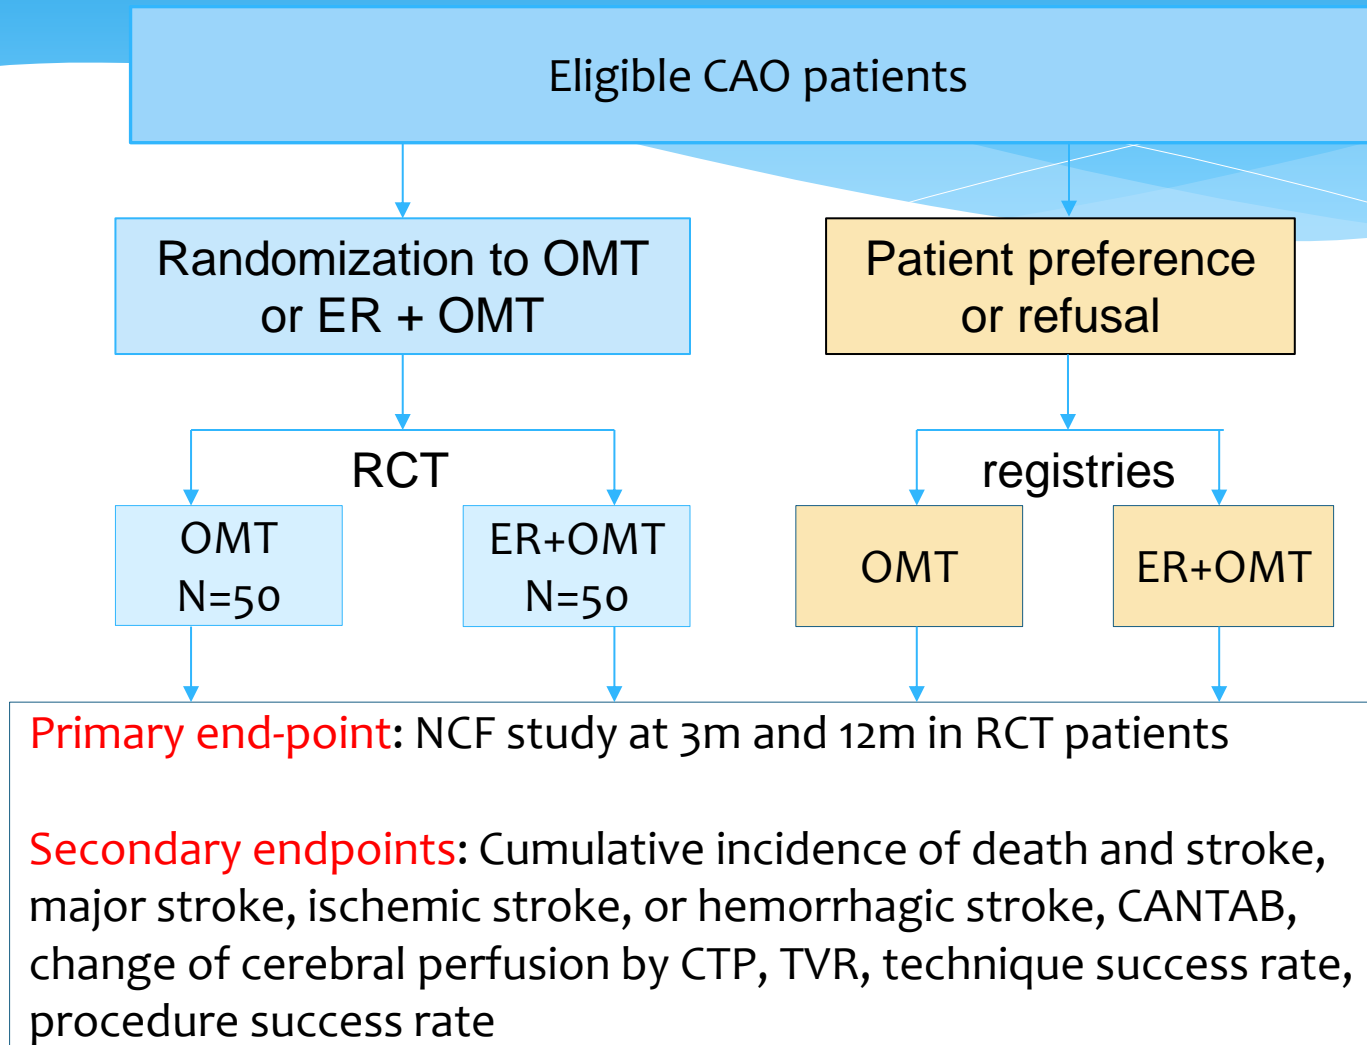 Eligible CAO patients
Randomization to OMT
or ER + OMT
Patient preference
or refusal
RCT
registries
OMT
N=50
ER+OMT
N=50
OMT
ER+OMT
Primary end-point: NCF study at 3m and 12m in RCT patients
Secondary endpoints: Cumulative incidence of death and stroke,
major stroke, ischemic stroke, or hemorrhagic stroke, CANTAB,
change of cerebral perfusion by CTP, TVR, technique success rate,
procedure success rate